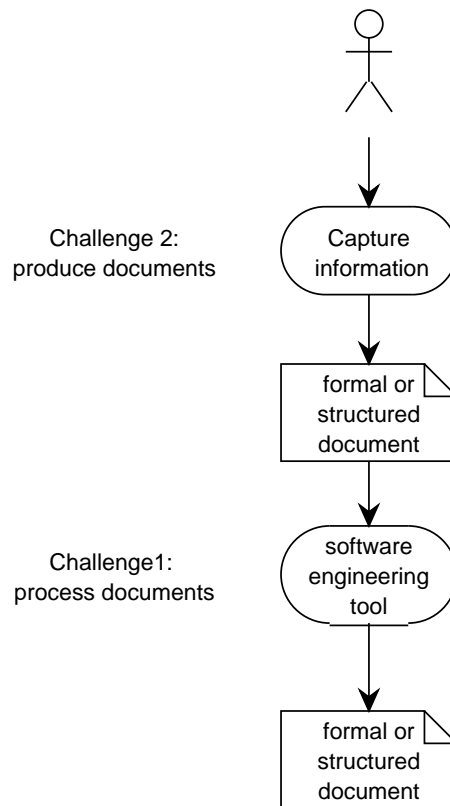 Challenge 2:
produce documents
Capture
information
formal or
structured
document
Challenge1:
process documents
software
engineering
tool
formal or
structured
document